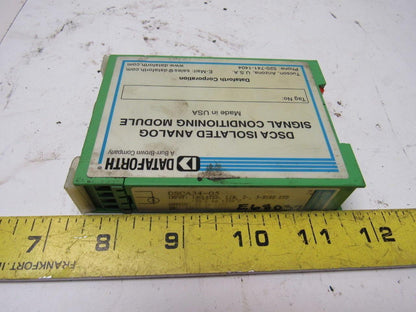 DATAFORTH
A Burr-Brown Company
DSCA ISOLATED ANALOG
SIGNAL CONDITIONING MODULE
Made in USA
Tag No:
Dataforth Corporation
Tucson, Arizona, U.S.A. E-Mail: sales@dataforth.com
Phone: 520-741-1404 www.dataforth.com
DSCA34-05
7 8 9 10 11 12
FRANKFORT, IN